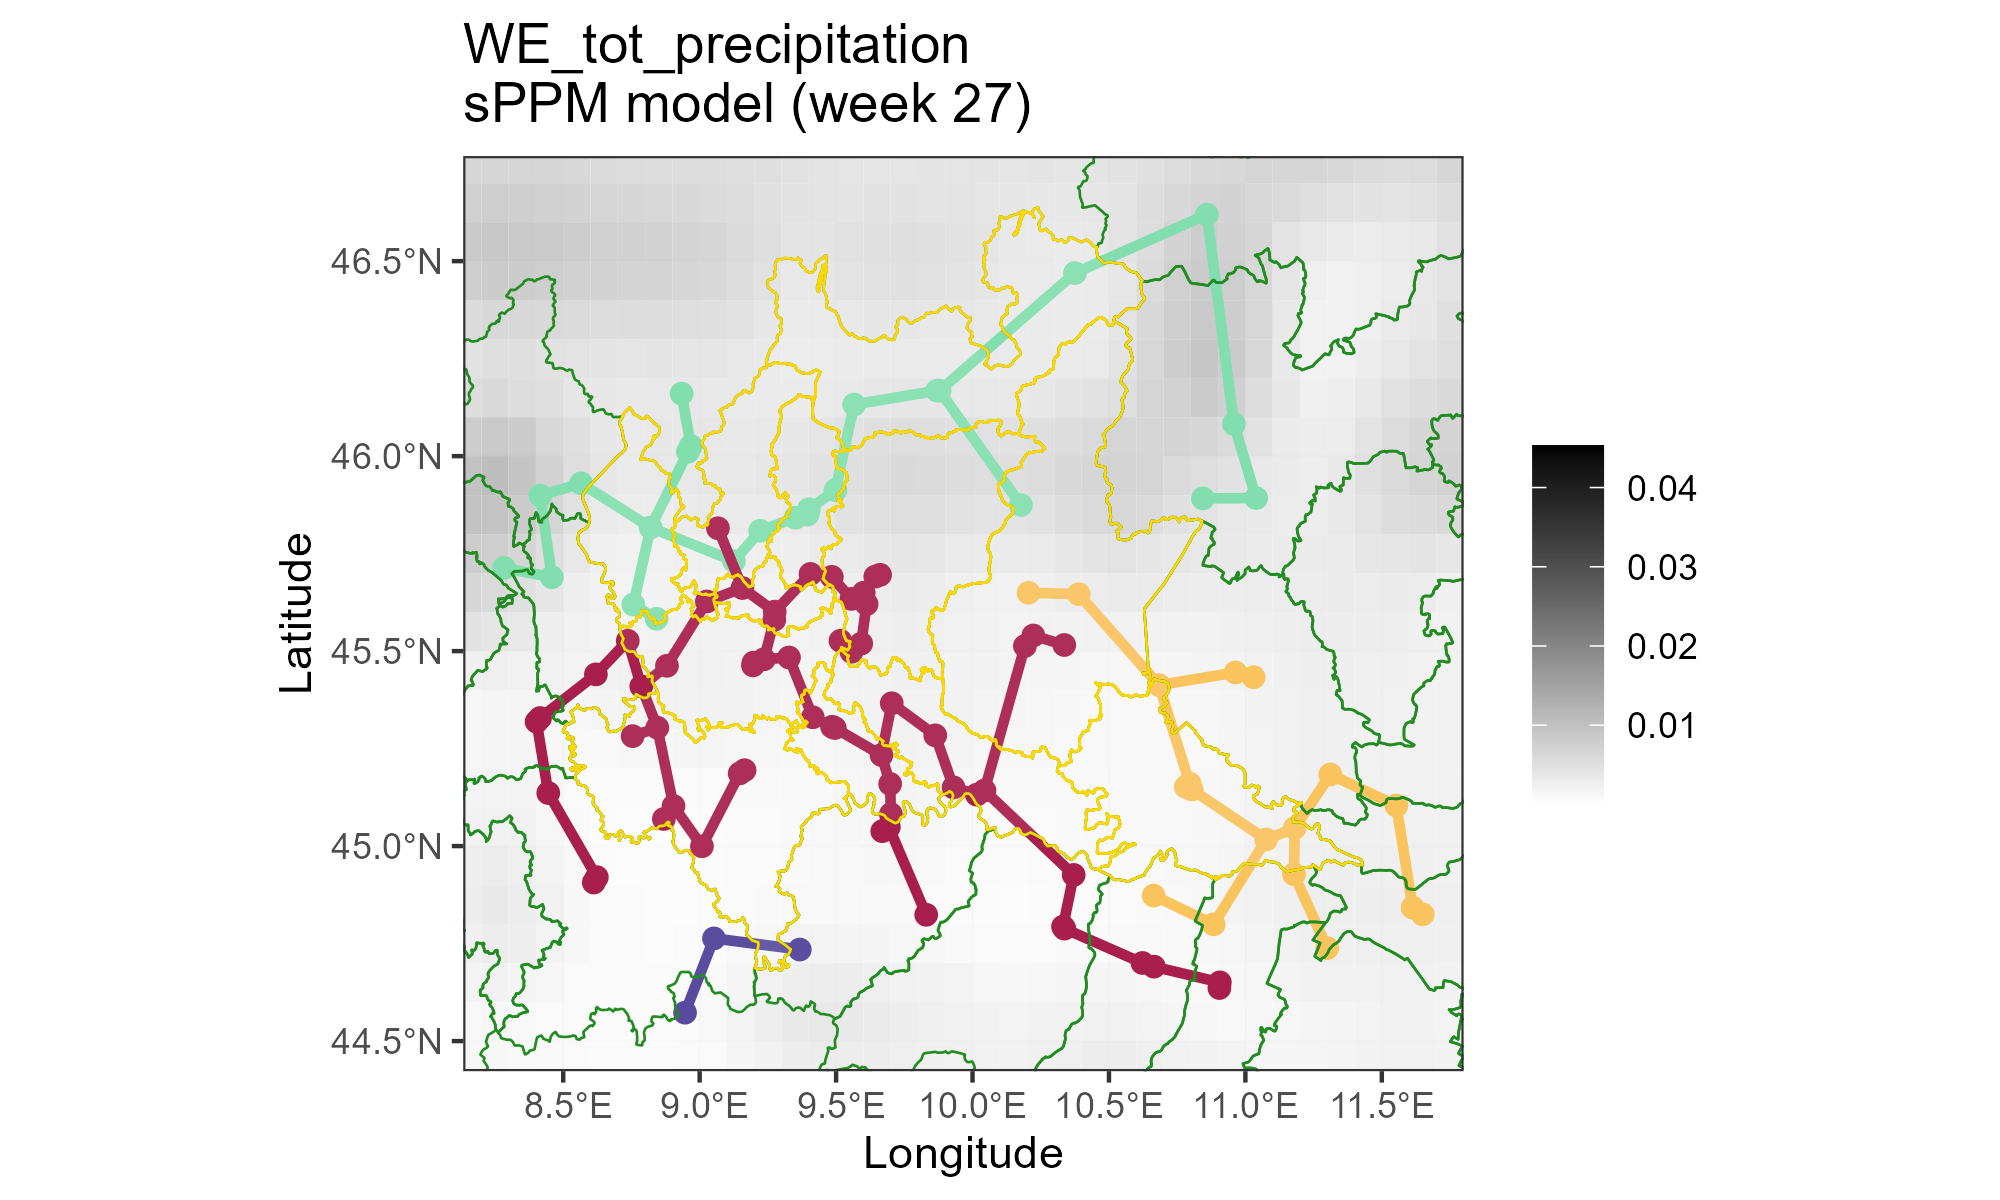 WE_tot_precipitation
sPPM model (week 27)
46.5°N
46.0°N
45.5°N
45.0°N
44.5°N
Latitude
8.5°E 9.0°E 9.5°E 10.0°E 10.5°E 11.0°E 11.5°E
Longitude
0.04
0.03
0.02
0.01